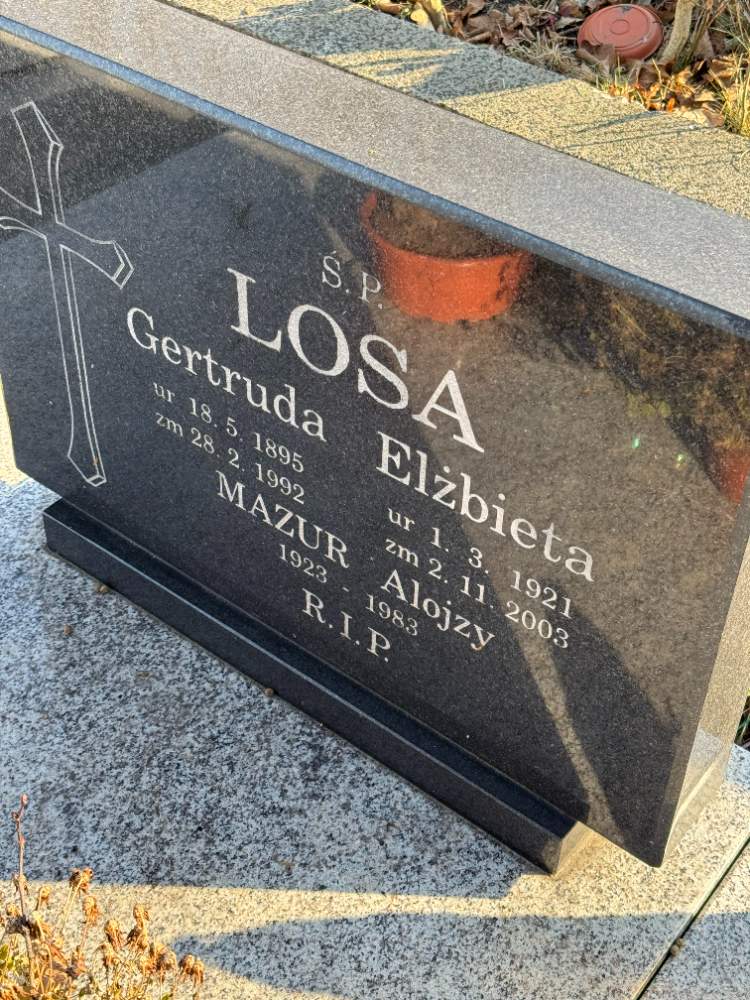 Ś. P.
LOSA
Gertruda Elżbieta
ur 18. 5. 1895 ur 1. 3. 1921
zm 28. 2. 1992 zm 2. 11. 2003
MAZUR Alojzy
1923 - 1983
R. I. P.